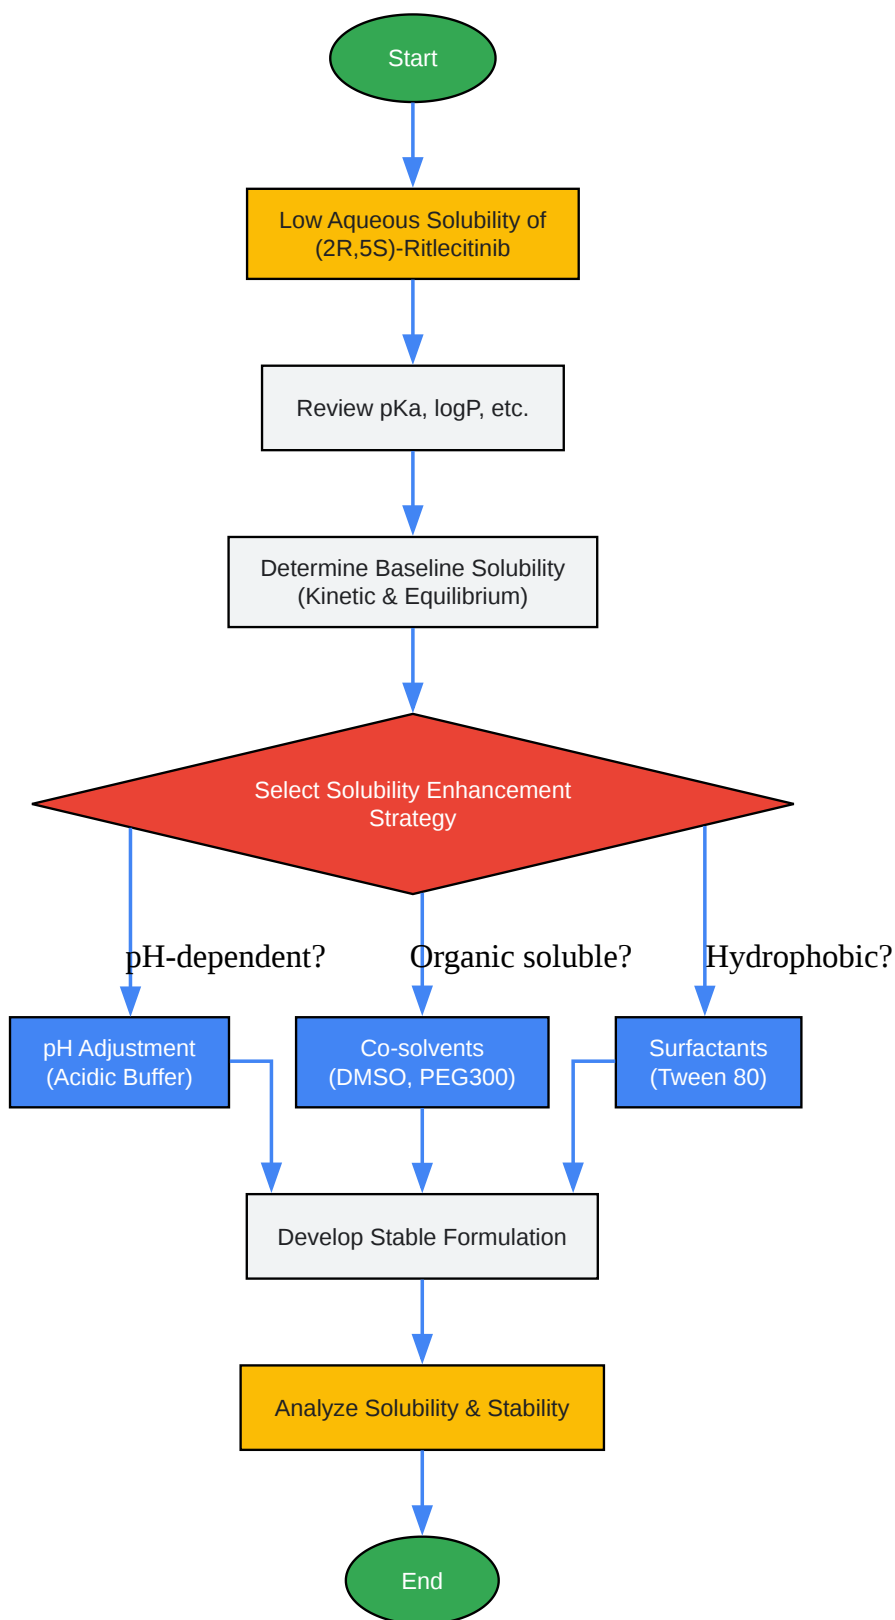 Start
Low Aqueous Solubility of
(2R,5S)-Ritlecitinib
Review pKa, logP, etc.
Determine Baseline Solubility
(Kinetic & Equilibrium)
Select Solubility Enhancement
Strategy
pH-dependent?
Organic soluble?
Hydrophobic?
pH Adjustment
(Acidic Buffer)
Co-solvents
(DMSO, PEG300)
Surfactants
(Tween 80)
Develop Stable Formulation
Analyze Solubility & Stability
End